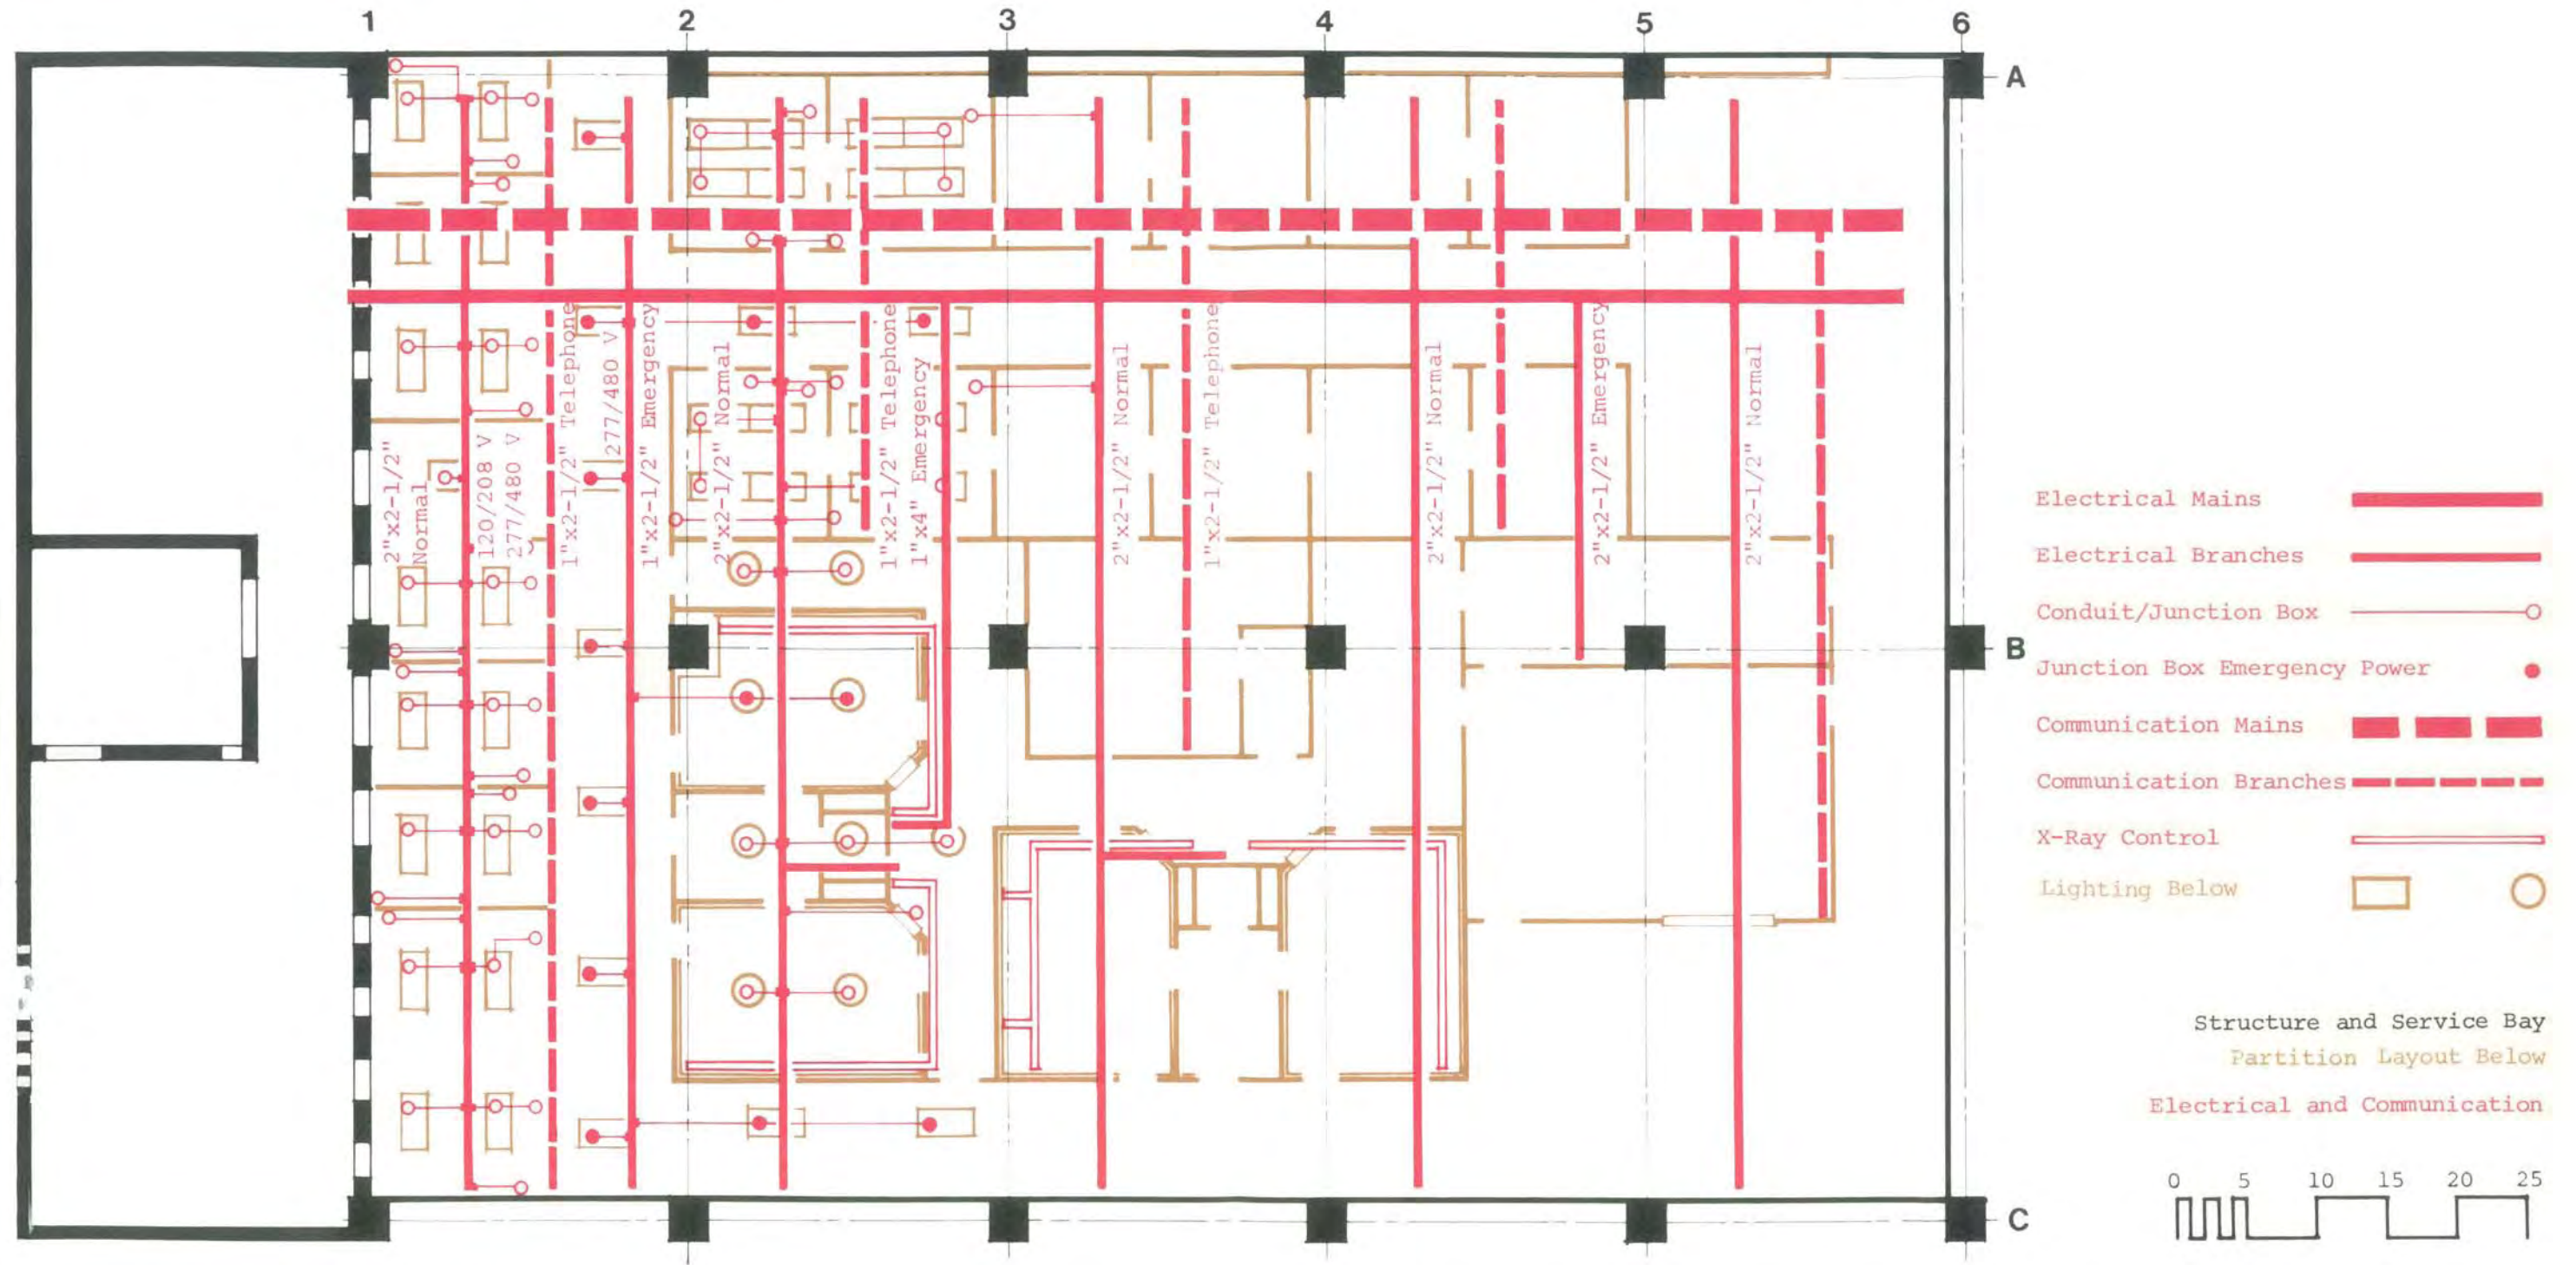 1 2 3 4 5 6
A
B
C
2"x2-1/2"
Normal
120/208 V
277/480 V
1"x2-1/2" Telephone
277/480 V
1"x2-1/2" Emergency
2"x2-1/2" Normal
1"x2-1/2" Telephone
1"x4" Emergency
2"x2-1/2" Normal
1"x2-1/2" Telephone
2"x2-1/2" Normal
2"x2-1/2" Emergency
2"x2-1/2" Normal
Electrical Mains
Electrical Branches
Conduit/Junction Box
Junction Box Emergency Power
Communication Mains
Communication Branches
X-Ray Control
Lighting Below
Structure and Service Bay
Partition Layout Below
Electrical and Communication
0 5 10 15 20 25